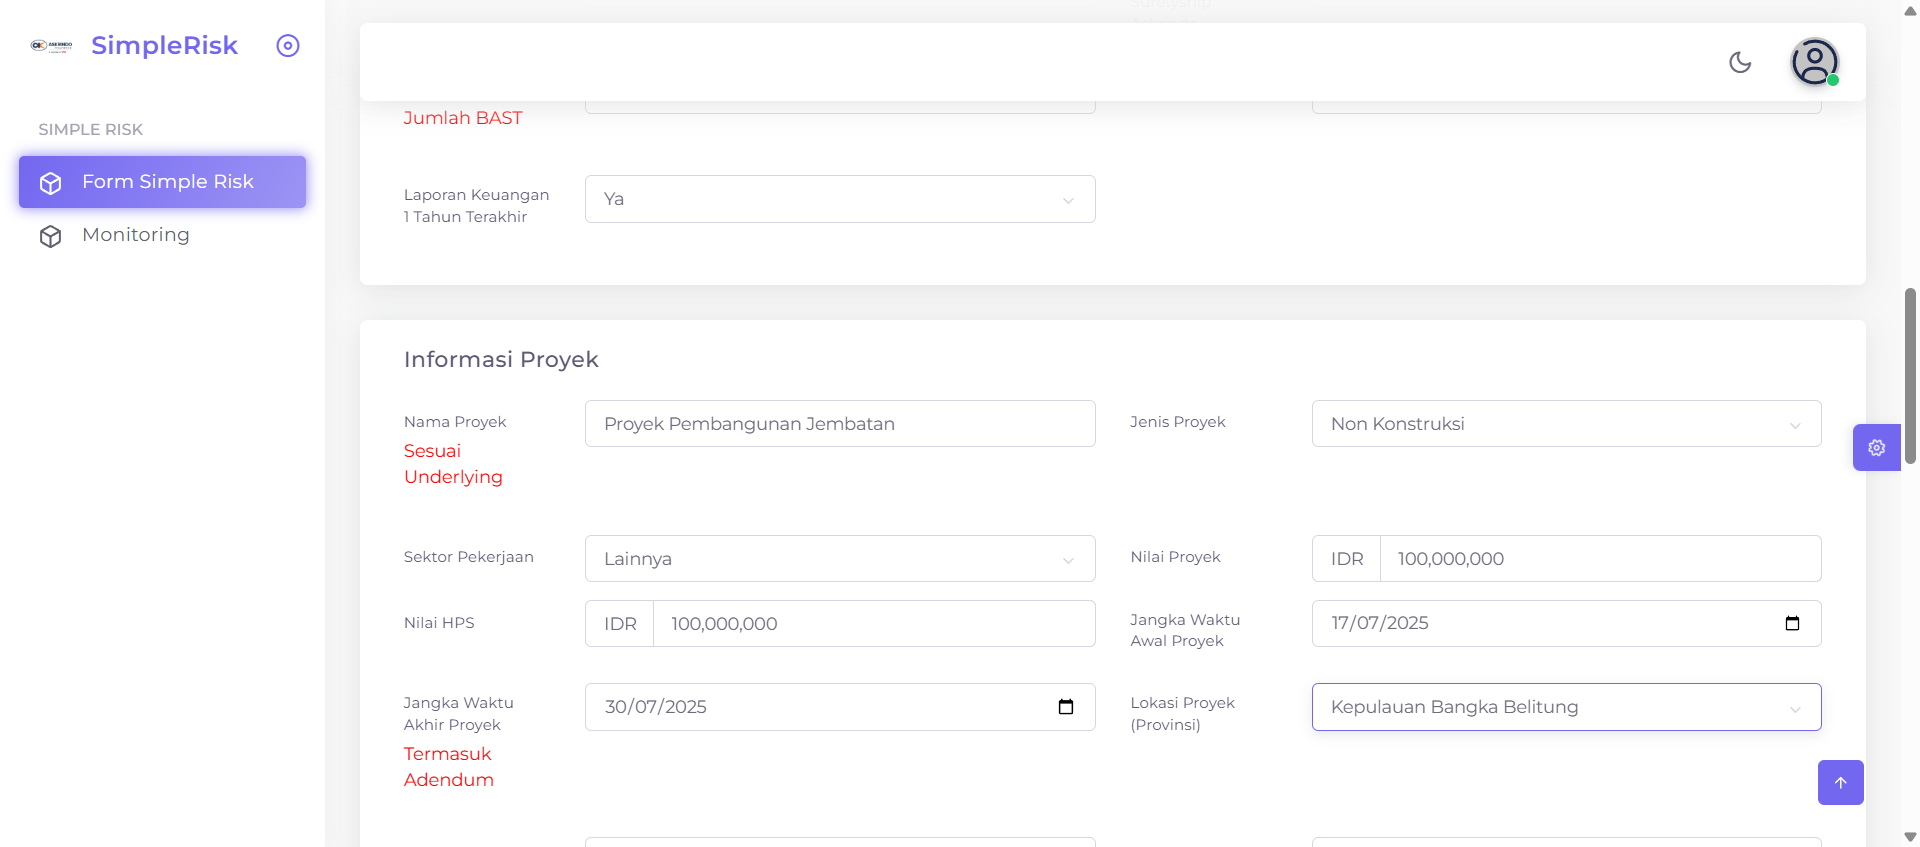 SimpleRisk
SIMPLE RISK
Form Simple Risk
Monitoring
Jumlah BAST
Laporan Keuangan
1 Tahun Terakhir
Ya
Informasi Proyek
Nama Proyek
Sesuai
Underlying
Proyek Pembangunan Jembatan
Jenis Proyek
Non Konstruksi
Sektor Pekerjaan
Lainnya
Nilai Proyek
IDR 100,000,000
Nilai HPS
IDR 100,000,000
Jangka Waktu
Awal Proyek
17/07/2025
Jangka Waktu
Akhir Proyek
Termasuk
Adendum
30/07/2025
Lokasi Proyek
(Provinsi)
Kepulauan Bangka Belitung